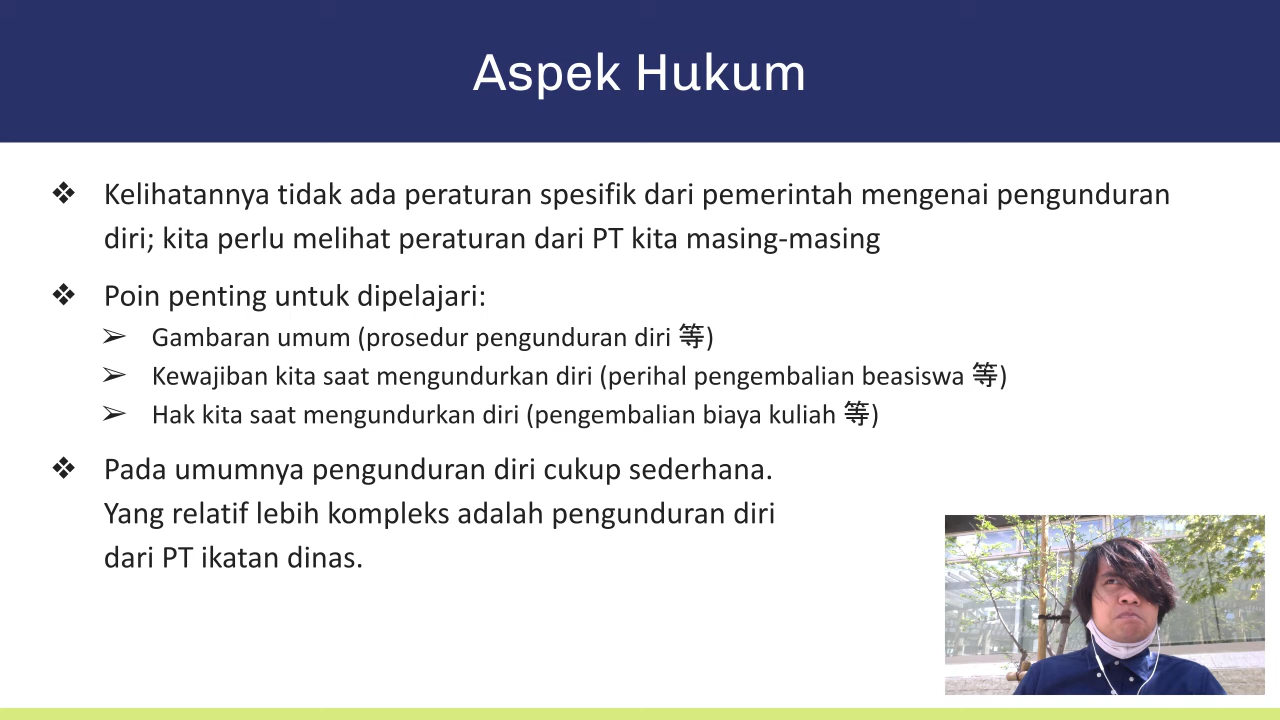 Aspek Hukum
❖ Kelihatannya tidak ada peraturan spesifik dari pemerintah mengenai pengunduran
diri; kita perlu melihat peraturan dari PT kita masing-masing
❖ Poin penting untuk dipelajari:
➢ Gambaran umum (prosedur pengunduran diri 等)
➢ Kewajiban kita saat mengundurkan diri (perihal pengembalian beasiswa 等)
➢ Hak kita saat mengundurkan diri (pengembalian biaya kuliah 等)
❖ Pada umumnya pengunduran diri cukup sederhana.
Yang relatif lebih kompleks adalah pengunduran diri
dari PT ikatan dinas.